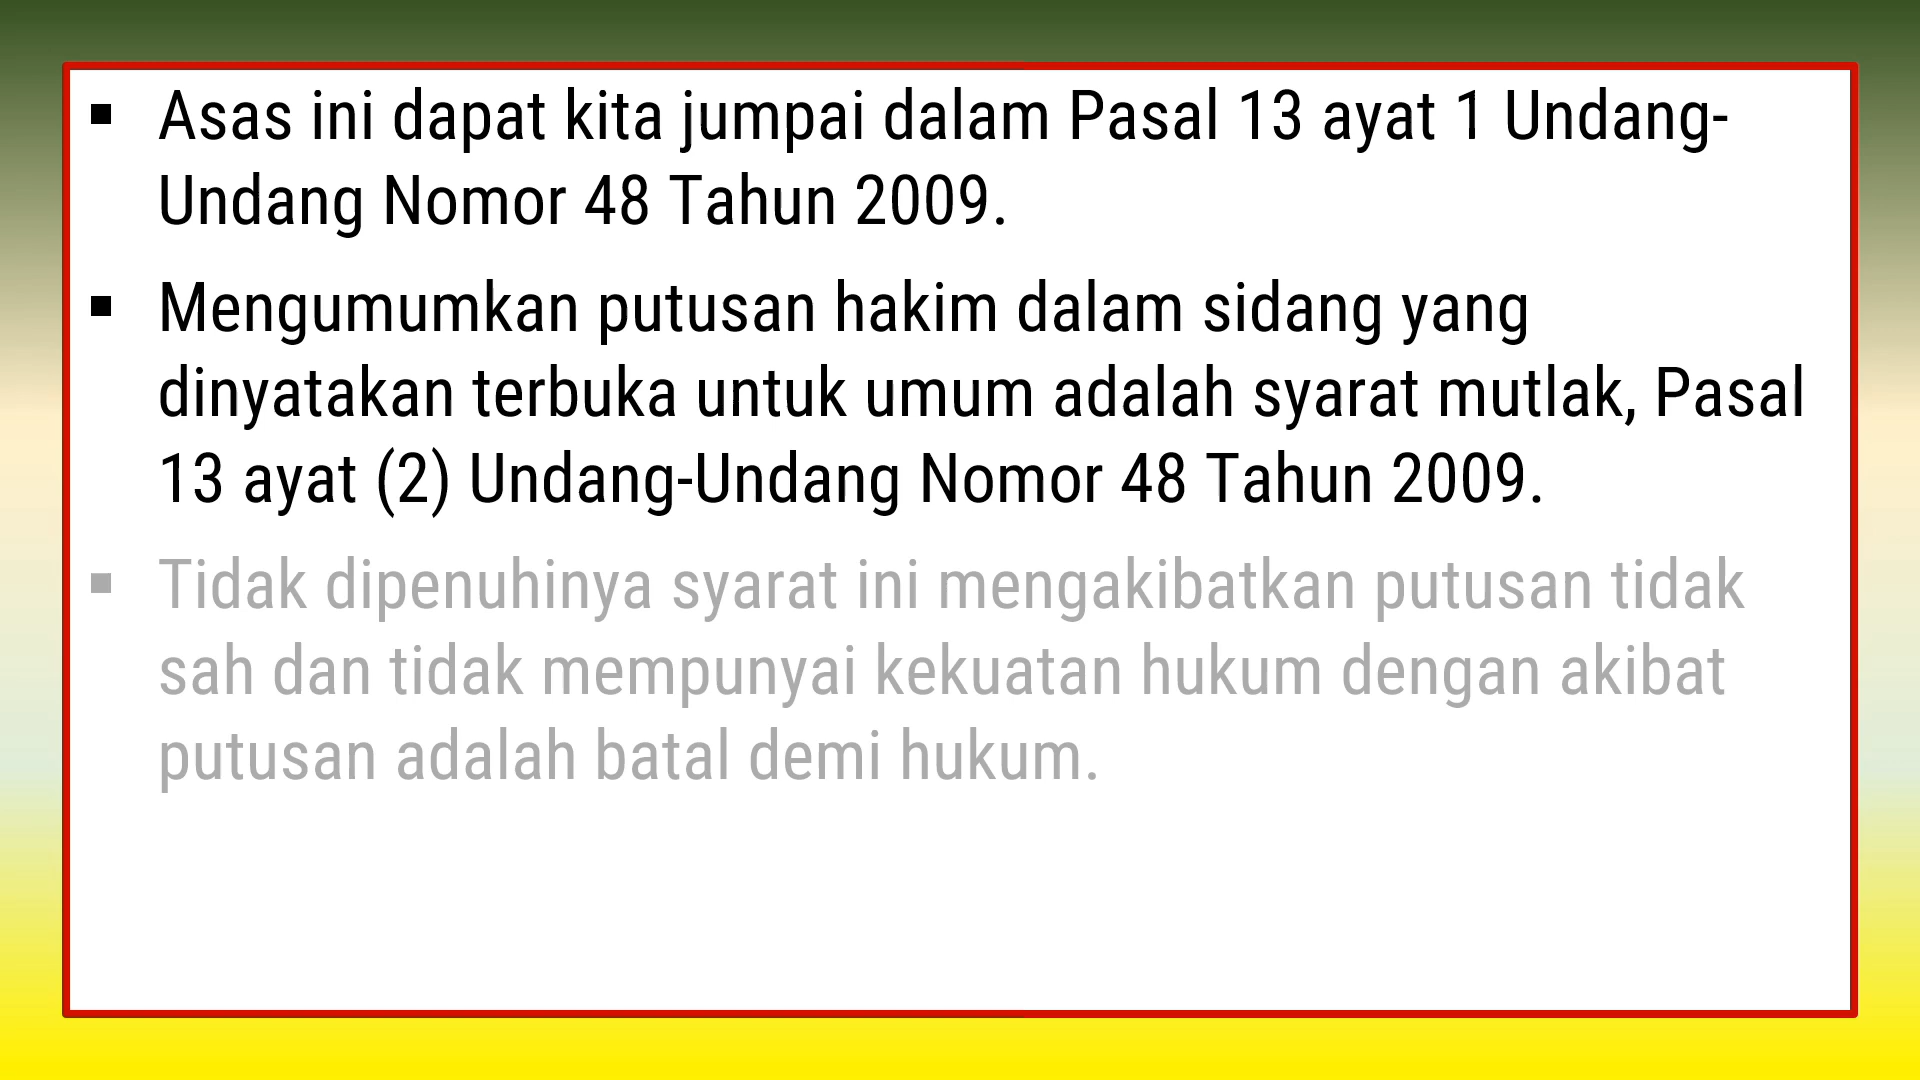 ▪ Asas ini dapat kita jumpai dalam Pasal 13 ayat 1 Undang-
Undang Nomor 48 Tahun 2009.
▪ Mengumumkan putusan hakim dalam sidang yang
dinyatakan terbuka untuk umum adalah syarat mutlak, Pasal
13 ayat (2) Undang-Undang Nomor 48 Tahun 2009.
▪ Tidak dipenuhinya syarat ini mengakibatkan putusan tidak
sah dan tidak mempunyai kekuatan hukum dengan akibat
putusan adalah batal demi hukum.